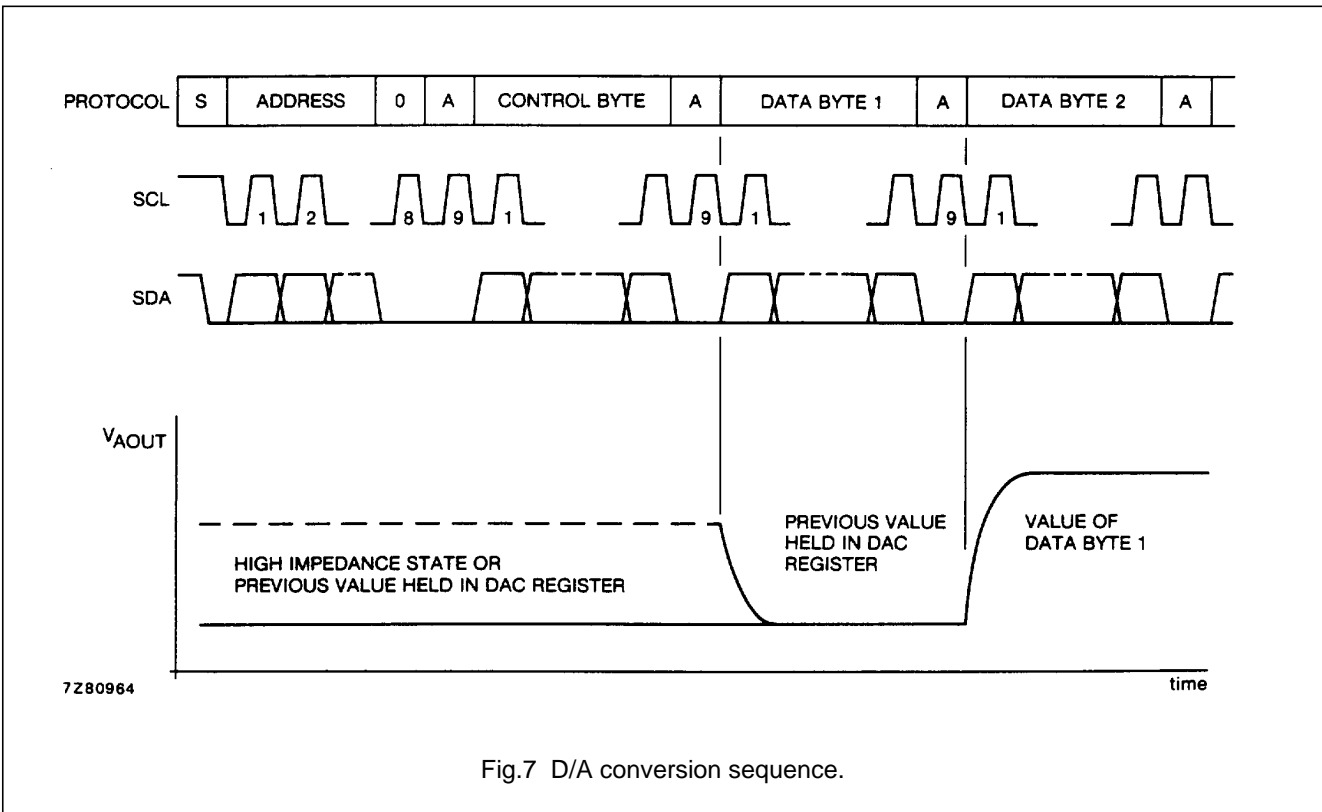 PROTOCOL S ADDRESS 0 A CONTROL BYTE A DATA BYTE 1 A DATA BYTE 2 A
SCL
1 2 8 9 1 9 1 9 1
SDA
VAOUT
HIGH IMPEDANCE STATE OR
PREVIOUS VALUE HELD IN DAC REGISTER
PREVIOUS VALUE
HELD IN DAC
REGISTER
VALUE OF
DATA BYTE 1
7Z80964
time
Fig.7 D/A conversion sequence.